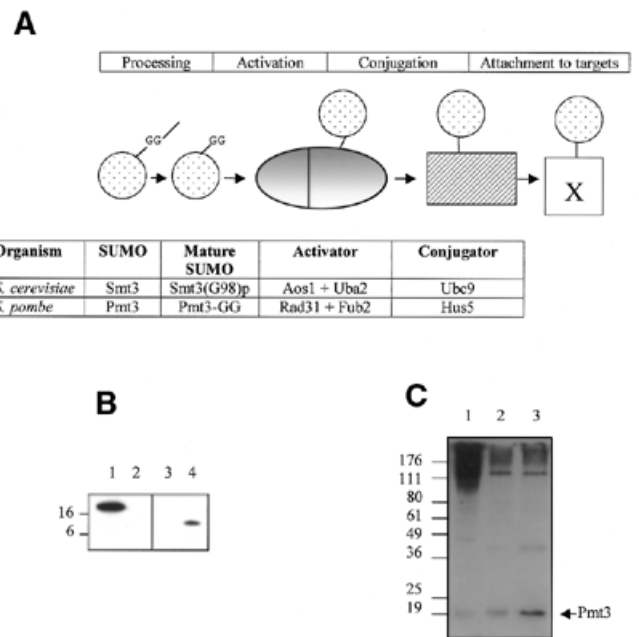 A
Processing Activation Conjugation Attachment to targets
GG GG
X
Organism SUMO Mature SUMO Activator Conjugator
S. cerevisiae Smt3 Smt3(G98)p Aos1 + Uba2 Ubc9
S. pombe Pmt3 Pmt3-GG Rad31 + Fub2 Hus5
B
1 2 3 4
16
6
C
1 2 3
176
111
80
61
49
36
25
19
Pmt3